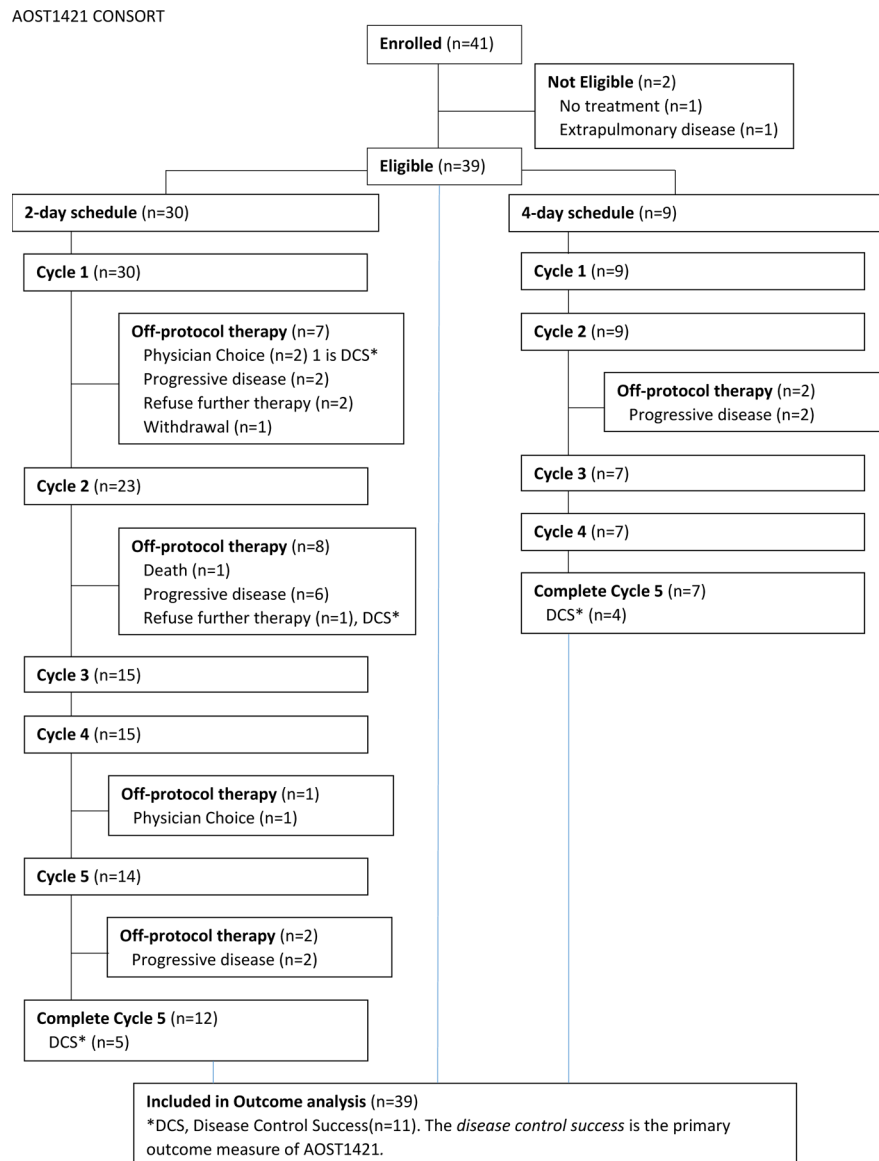 AOST1421 CONSORT
Enrolled (n=41)
Not Eligible (n=2)
No treatment (n=1)
Extrapulmonary disease (n=1)
Eligible (n=39)
2-day schedule (n=30)
Cycle 1 (n=30)
Off-protocol therapy (n=7)
Physician Choice (n=2) 1 is DCS*
Progressive disease (n=2)
Refuse further therapy (n=2)
Withdrawal (n=1)
Cycle 2 (n=23)
Off-protocol therapy (n=8)
Death (n=1)
Progressive disease (n=6)
Refuse further therapy (n=1), DCS*
Cycle 3 (n=15)
Cycle 4 (n=15)
Off-protocol therapy (n=1)
Physician Choice (n=1)
Cycle 5 (n=14)
Off-protocol therapy (n=2)
Progressive disease (n=2)
Complete Cycle 5 (n=12)
DCS* (n=5)
4-day schedule (n=9)
Cycle 1 (n=9)
Cycle 2 (n=9)
Off-protocol therapy (n=2)
Progressive disease (n=2)
Cycle 3 (n=7)
Cycle 4 (n=7)
Complete Cycle 5 (n=7)
DCS* (n=4)
Included in Outcome analysis (n=39)
*DCS, Disease Control Success(n=11). The disease control success is the primary
outcome measure of AOST1421.